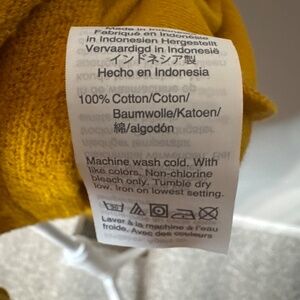 Made in Indonesia
Fabriqué en Indonésie
in Indonesien Hergestellt
Vervaardigd in Indonesië
インドネシア製
Hecho en Indonesia
100% Cotton/Coton/
Baumwolle/Katoen/
綿/algodón
Machine wash cold. With
like colors. Non-chlorine
bleach only. Tumble dry
low. Iron on lowest setting.
Laver à la machine à l'eau
froide. Avec des couleurs